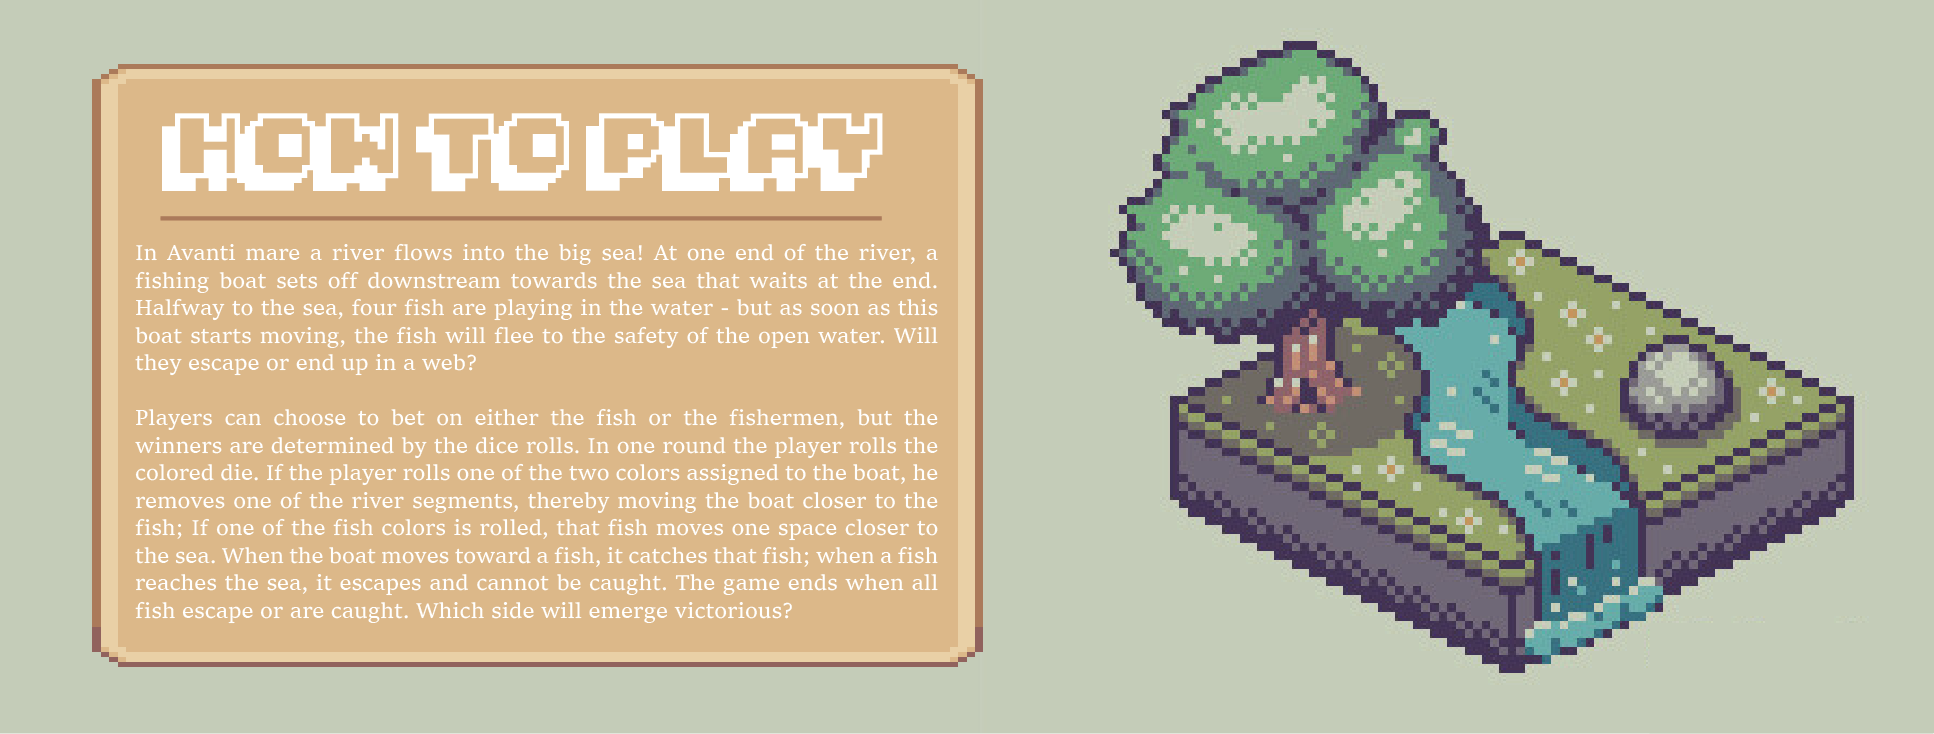 HOW TO PLAY
In Avanti mare a river flows into the big sea! At one end of the river, a
fishing boat sets off downstream towards the sea that waits at the end.
Halfway to the sea, four fish are playing in the water - but as soon as this
boat starts moving, the fish will flee to the safety of the open water. Will
they escape or end up in a web?
Players can choose to bet on either the fish or the fishermen, but the
winners are determined by the dice rolls. In one round the player rolls the
colored die. If the player rolls one of the two colors assigned to the boat, he
removes one of the river segments, thereby moving the boat closer to the
fish; If one of the fish colors is rolled, that fish moves one space closer to
the sea. When the boat moves toward a fish, it catches that fish; when a fish
reaches the sea, it escapes and cannot be caught. The game ends when all
fish escape or are caught. Which side will emerge victorious?